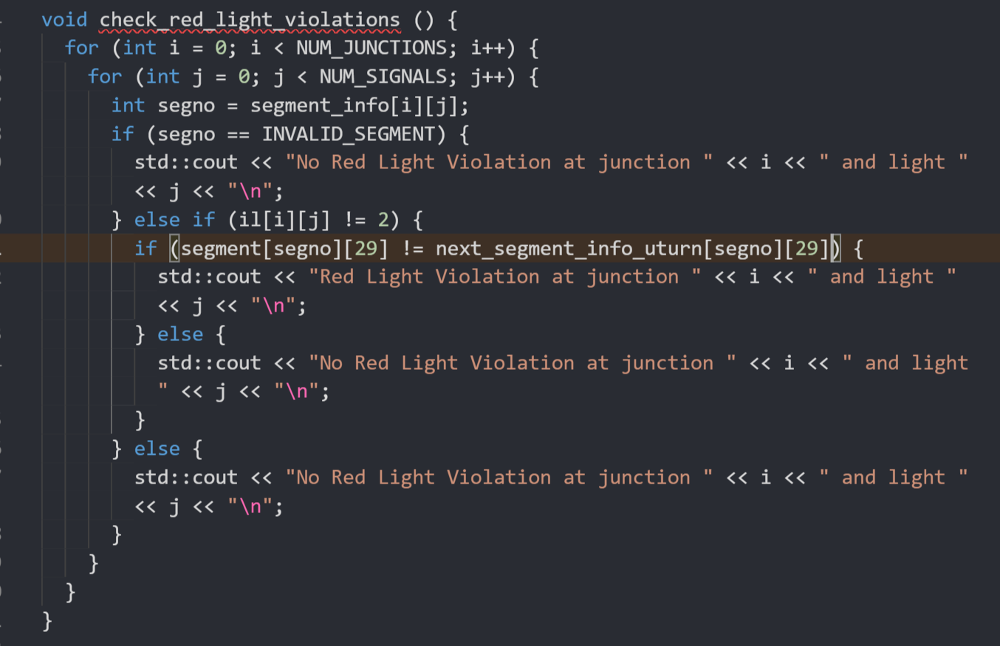 void check_red_light_violations () {
for (int i = 0; i < NUM_JUNCTIONS; i++) {
for (int j = 0; j < NUM_SIGNALS; j++) {
int segno = segment_info[i][j];
if (segno == INVALID_SEGMENT) {
std::cout << "No Red Light Violation at junction " << i << " and light "
<< j << "\n";
} else if (il[i][j] != 2) {
if (segment[segno][29] != next_segment_info_uturn[segno][29]) {
std::cout << "Red Light Violation at junction " << i << " and light "
<< j << "\n";
} else {
std::cout << "No Red Light Violation at junction " << i << " and light
" << j << "\n";
}
} else {
std::cout << "No Red Light Violation at junction " << i << " and light "
<< j << "\n";
}
}
}
}